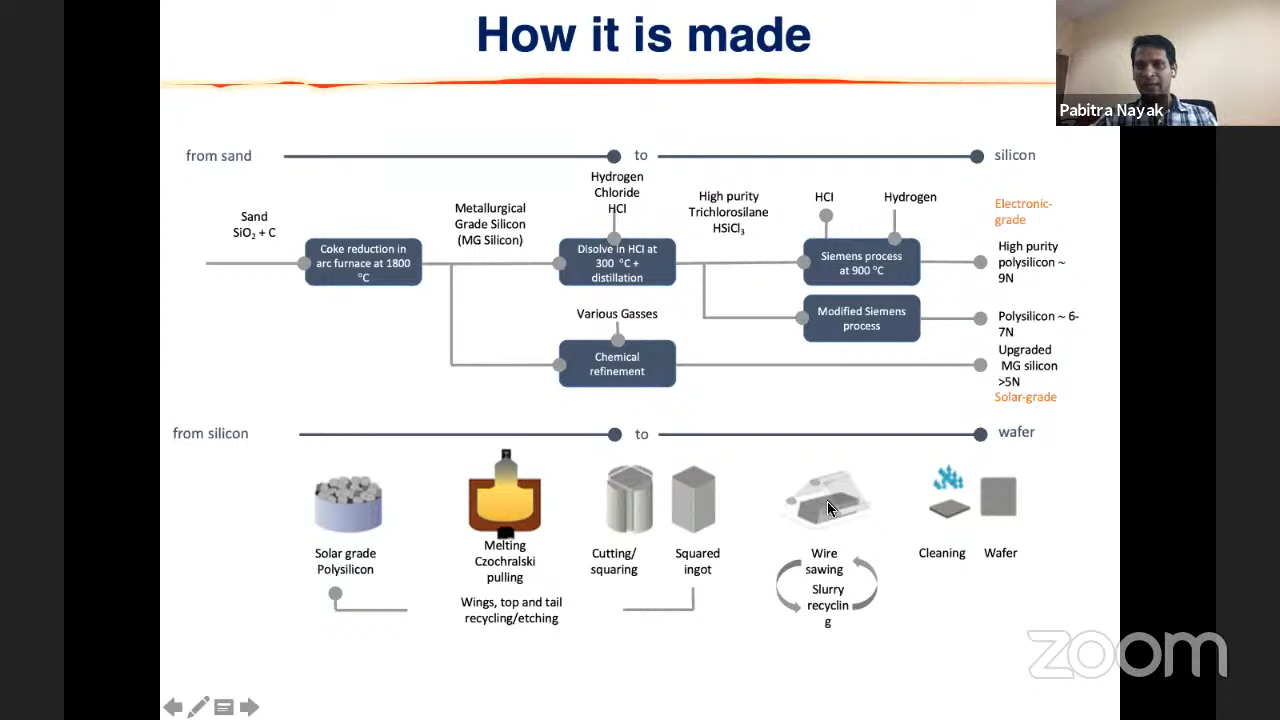 How it is made
Pabitra Nayak
from sand
to
silicon
Sand
SiO₂ + C
Coke reduction in
arc furnace at 1800
°C
Metallurgical
Grade Silicon
(MG Silicon)
Hydrogen
Chloride
HCl
Disolve in HCl at
300 °C +
distillation
High purity
Trichlorosilane
HSiCl₃
HCl
Hydrogen
Siemens process
at 900 °C
Electronic-
grade
High purity
polysilicon ~
9N
Modified Siemens
process
Polysilicon ~ 6-
7N
Various Gasses
Chemical
refinement
Upgraded
MG silicon
>5N
Solar-grade
from silicon
to
wafer
Solar grade
Polysilicon
Melting
Czochralski
pulling
Cutting/
squaring
Squared
ingot
Wire
sawing
Cleaning
Wafer
Wings, top and tail
recycling/etching
Slurry
recyclin
g
zoom